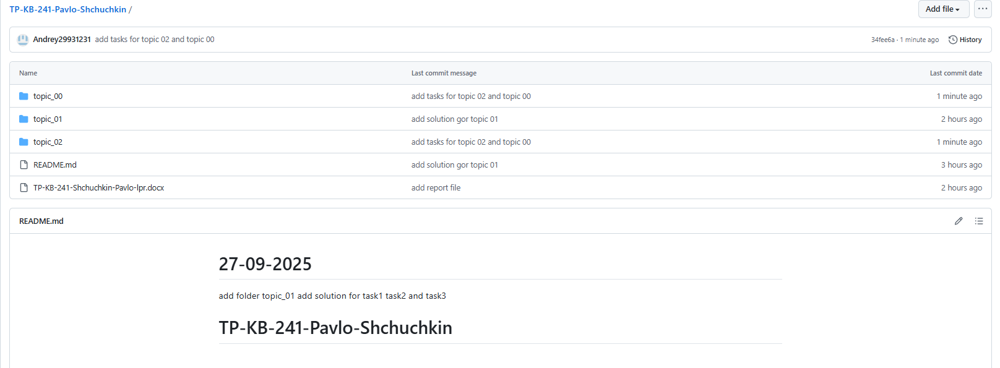 TP-KB-241-Pavlo-Shchuchkin /
Add file
Andrey29931231 add tasks for topic 02 and topic 00
34fee6a · 1 minute ago
History
Name Last commit message Last commit date
topic_00 add tasks for topic 02 and topic 00 1 minute ago
topic_01 add solution gor topic 01 2 hours ago
topic_02 add tasks for topic 02 and topic 00 1 minute ago
README.md add solution gor topic 01 3 hours ago
TP-KB-241-Shchuchkin-Pavlo-lpr.docx add report file 2 hours ago
README.md
27-09-2025
add folder topic_01 add solution for task1 task2 and task3
TP-KB-241-Pavlo-Shchuchkin